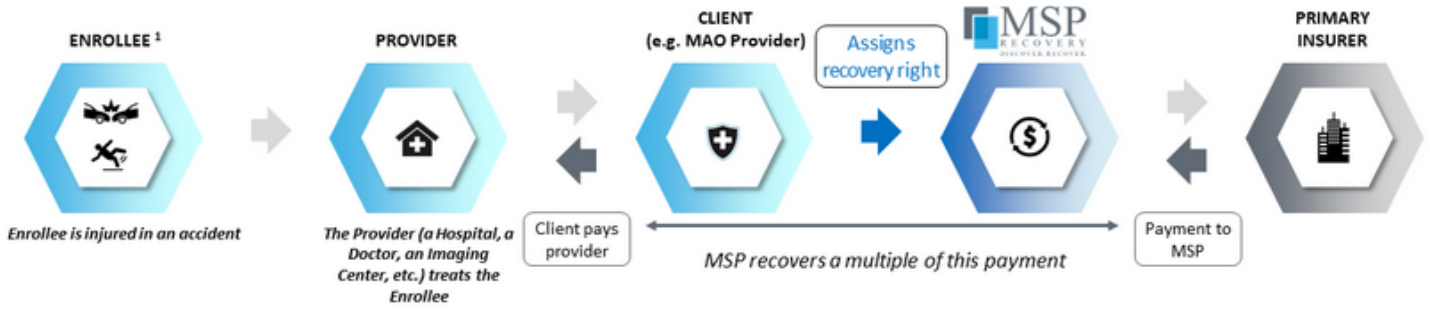 ENROLLEE 1
PROVIDER
CLIENT
(e.g. MAO Provider)
Assigns
recovery right
MSP
RECOVERY
DISCOVER. RECOVER.
PRIMARY
INSURER
$
Enrollee is injured in an accident
The Provider (a Hospital, a
Doctor, an Imaging
Center, etc.) treats the
Enrollee
Client pays
provider
MSP recovers a multiple of this payment
Payment to
MSP